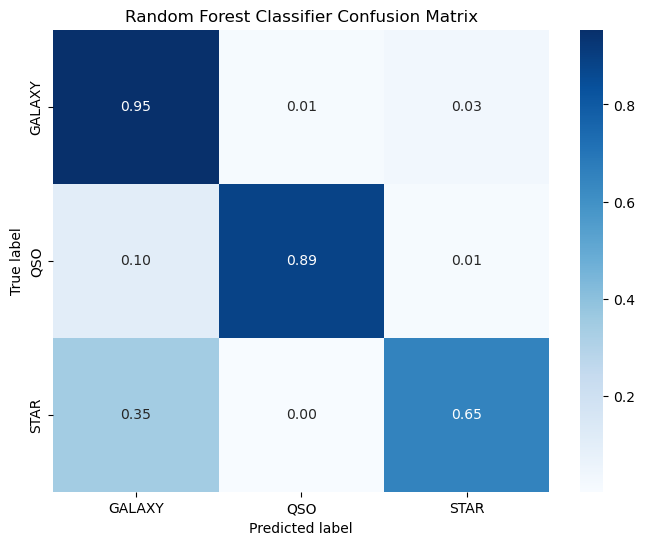 Random Forest Classifier Confusion Matrix
GALAXY
0.95
0.01
0.03
0.8
0.6
True label
QSO
0.10
0.89
0.01
0.4
STAR
0.35
0.00
0.65
0.2
GALAXY
QSO
STAR
Predicted label